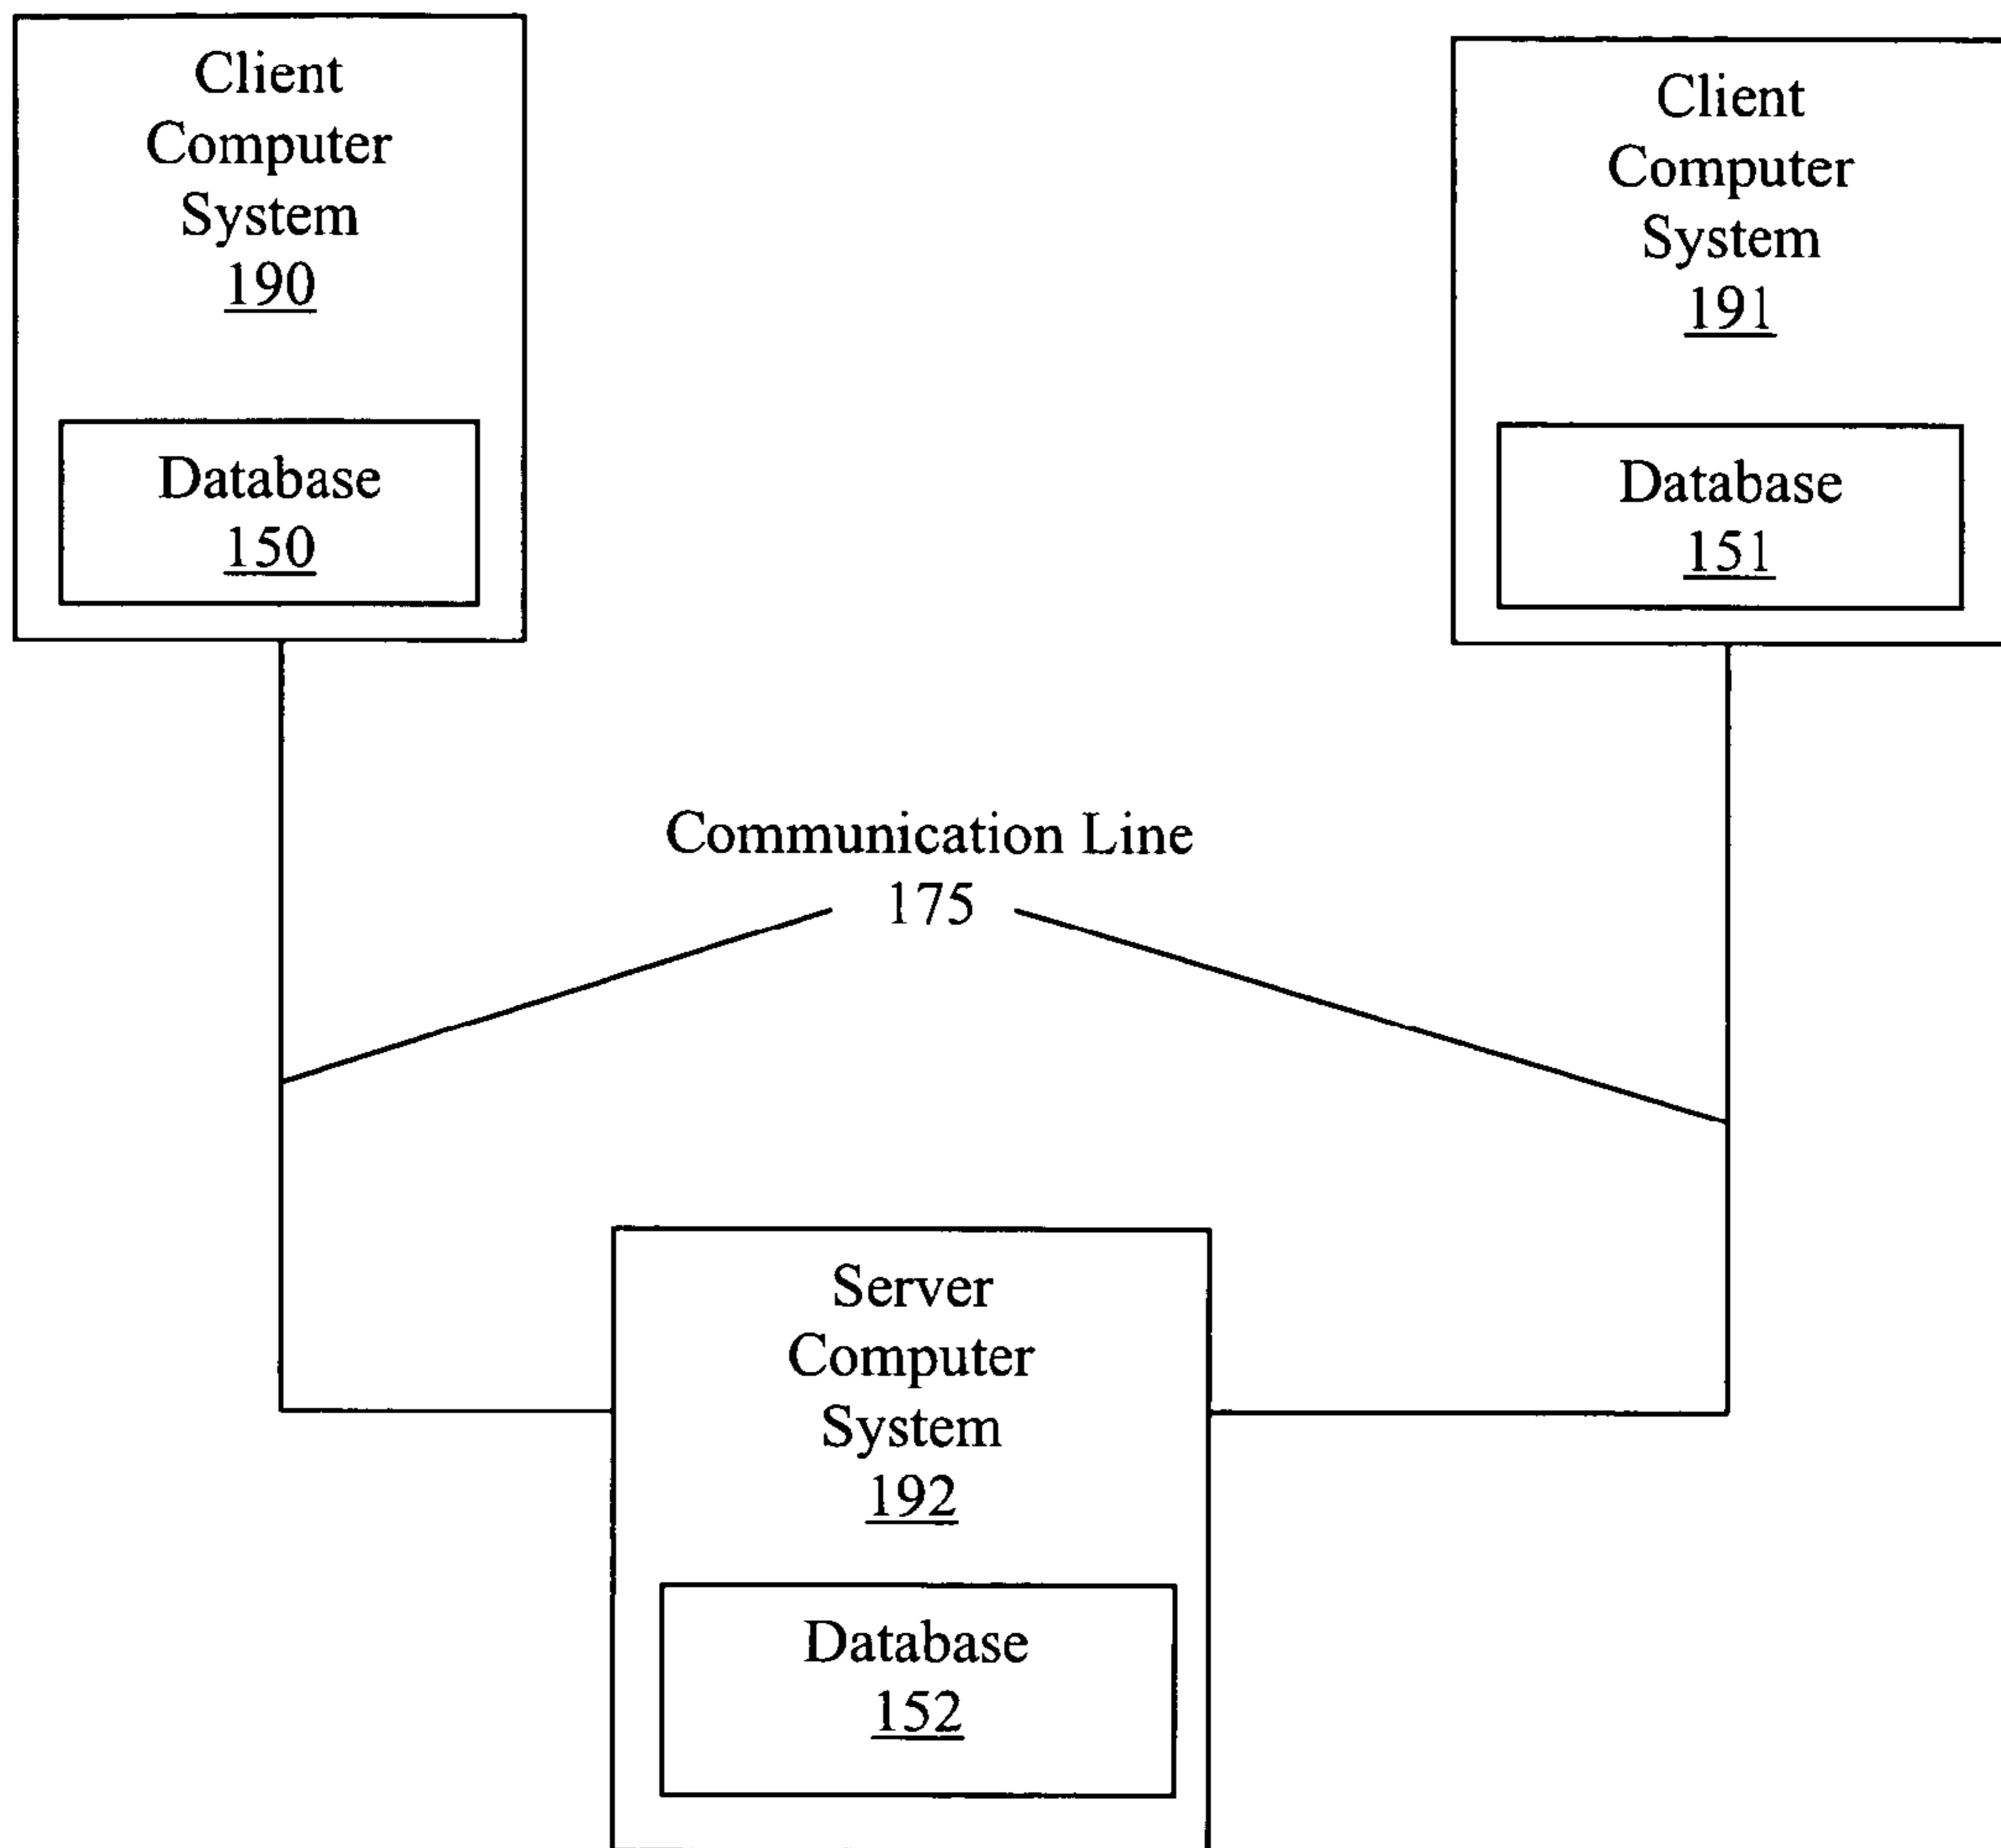 Client
Computer
System
190
Database
150
Client
Computer
System
191
Database
151
Communication Line
175
Server
Computer
System
192
Database
152